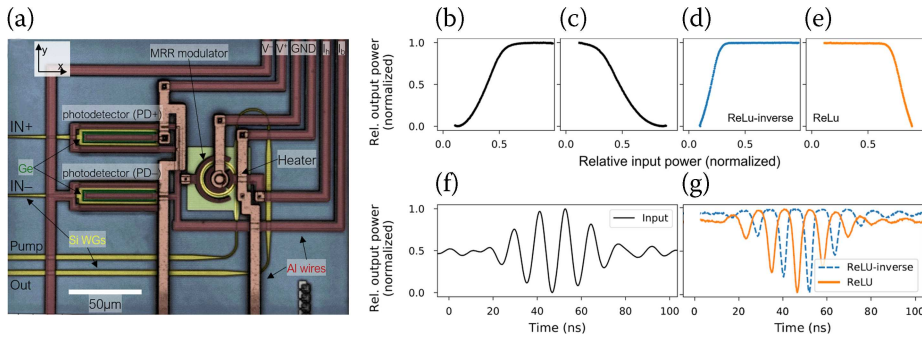 (a)
y
x
MRR modulator
V⁻ V⁺ GND Iₕ Iₕ
photodetector (PD+)
IN+
Ge
photodetector (PD–)
Heater
IN–
Si WGs
Pump
Out
Al wires
50μm
(b) (c) (d) (e)
Rel. output power
(normalized)
1.0
0.5
0.0
ReLu-inverse
ReLu
0.0 0.5 0.0 0.5 0.0 0.5 0.0 0.5
Relative input power (normalized)
(f) (g)
Rel. output power
(normalized)
1.0
0.5
0.0
Input
ReLU-inverse
ReLU
0 20 40 60 80 100 0 20 40 60 80 100
Time (ns) Time (ns)